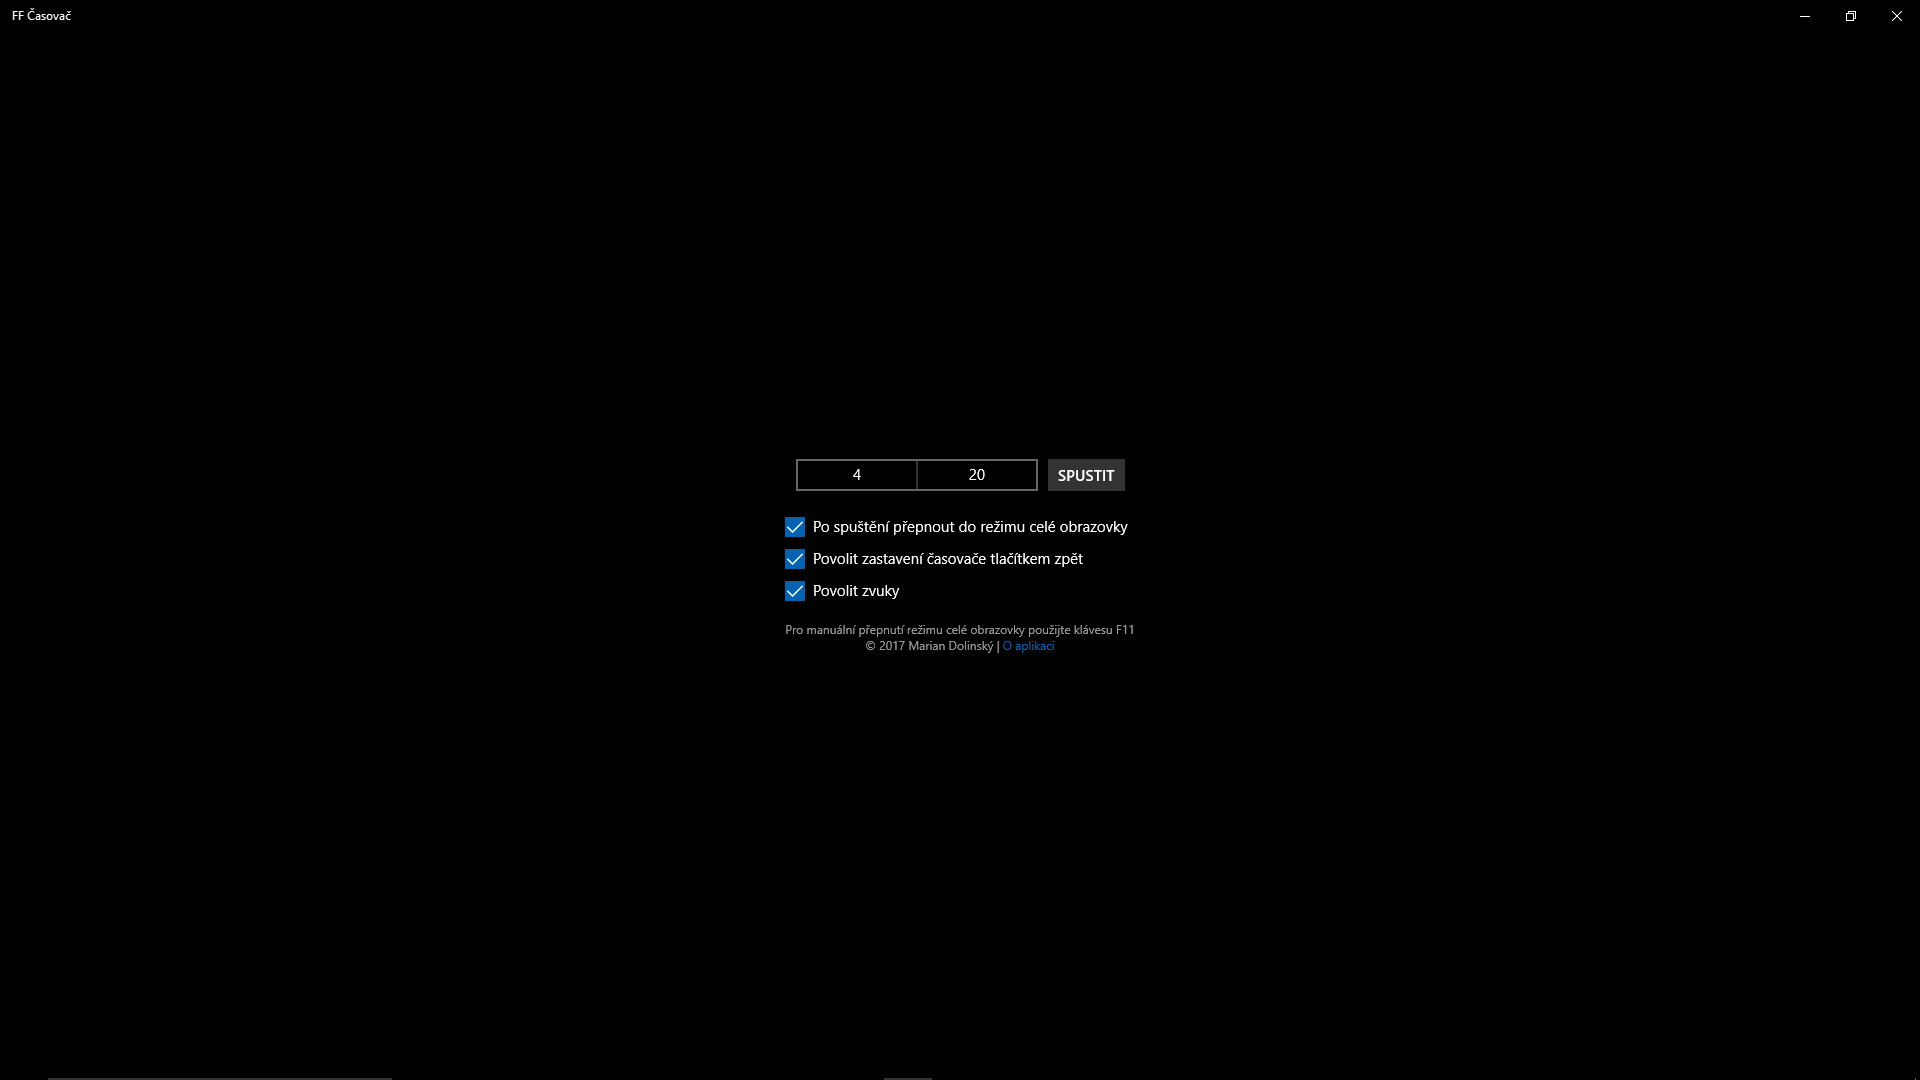 FF Časovač
4 20 SPUSTIT
Po spuštění přepnout do režimu celé obrazovky
Povolit zastavení časovače tlačítkem zpět
Povolit zvuky
Pro manuální přepnutí režimu celé obrazovky použijte klávesu F11
© 2017 Marian Dolinský | O aplikaci